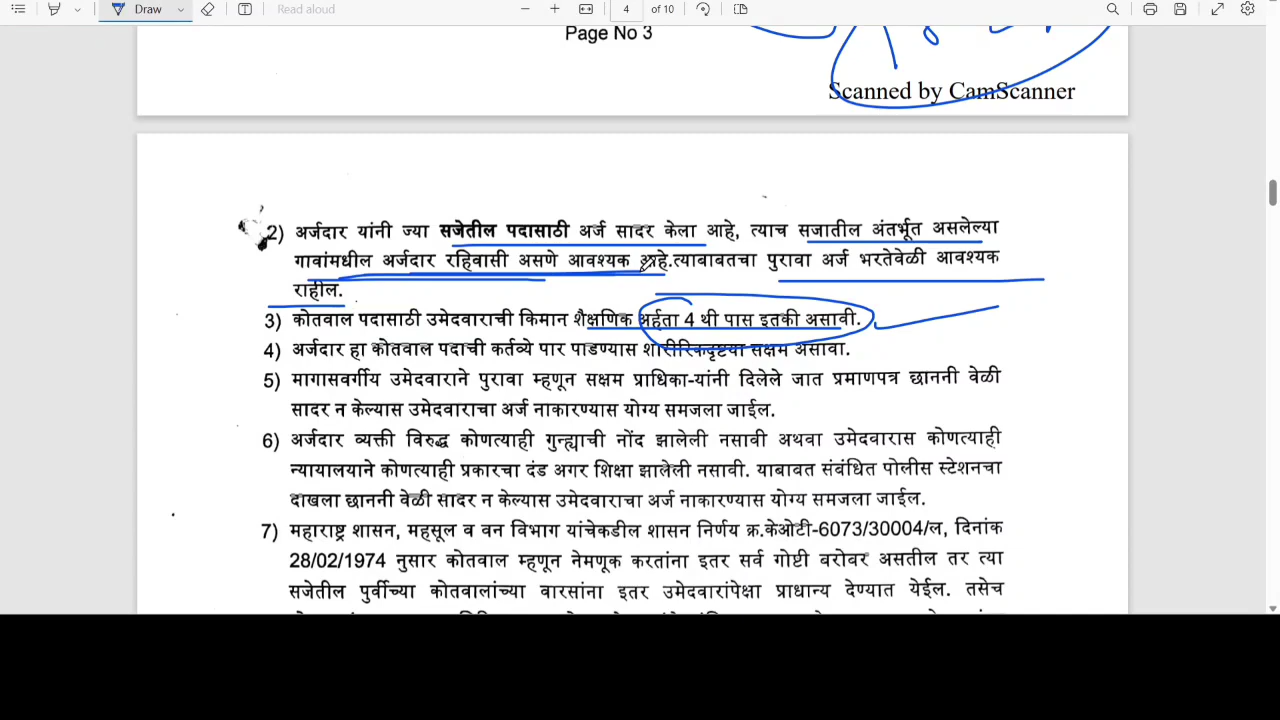 Draw
Read aloud
4 of 10
Page No 3
Scanned by CamScanner
2) अर्जदार यांनी ज्या सजेतील पदासाठी अर्ज सादर केला आहे, त्याच सजातील अंतर्भूत असलेल्या
गावांमधील अर्जदार रहिवासी असणे आवश्यक आहे.त्याबाबतचा पुरावा अर्ज भरतेवेळी आवश्यक
राहील.
3) कोतवाल पदासाठी उमेदवाराची किमान शैक्षणिक अर्हता 4 थी पास इतकी असावी.
4) अर्जदार हा कोतवाल पदाची कर्तव्ये पार पाडण्यास शारीरिकदृष्टया सक्षम असावा.
5) मागासवर्गीय उमेदवाराने पुरावा म्हणून सक्षम प्राधिका-यांनी दिलेले जात प्रमाणपत्र छाननी वेळी
सादर न केल्यास उमेदवाराचा अर्ज नाकारण्यास योग्य समजला जाईल.
6) अर्जदार व्यक्ती विरुद्ध कोणत्याही गुन्ह्याची नोंद झालेली नसावी अथवा उमेदवारास कोणत्याही
न्यायालयाने कोणत्याही प्रकारचा दंड अगर शिक्षा झालेली नसावी. याबाबत संबंधित पोलीस स्टेशनचा
दाखला छाननी वेळी सादर न केल्यास उमेदवाराचा अर्ज नाकारण्यास योग्य समजला जाईल.
7) महाराष्ट्र शासन, महसूल व वन विभाग यांचेकडील शासन निर्णय क्र.केओटी-6073/30004/ल, दिनांक
28/02/1974 नुसार कोतवाल म्हणून नेमणूक करतांना इतर सर्व गोष्टी बरोबर असतील तर त्या
सजेतील पुर्वीच्या कोतवालांच्या वारसांना इतर उमेदवारांपेक्षा प्राधान्य देण्यात येईल. तसेच